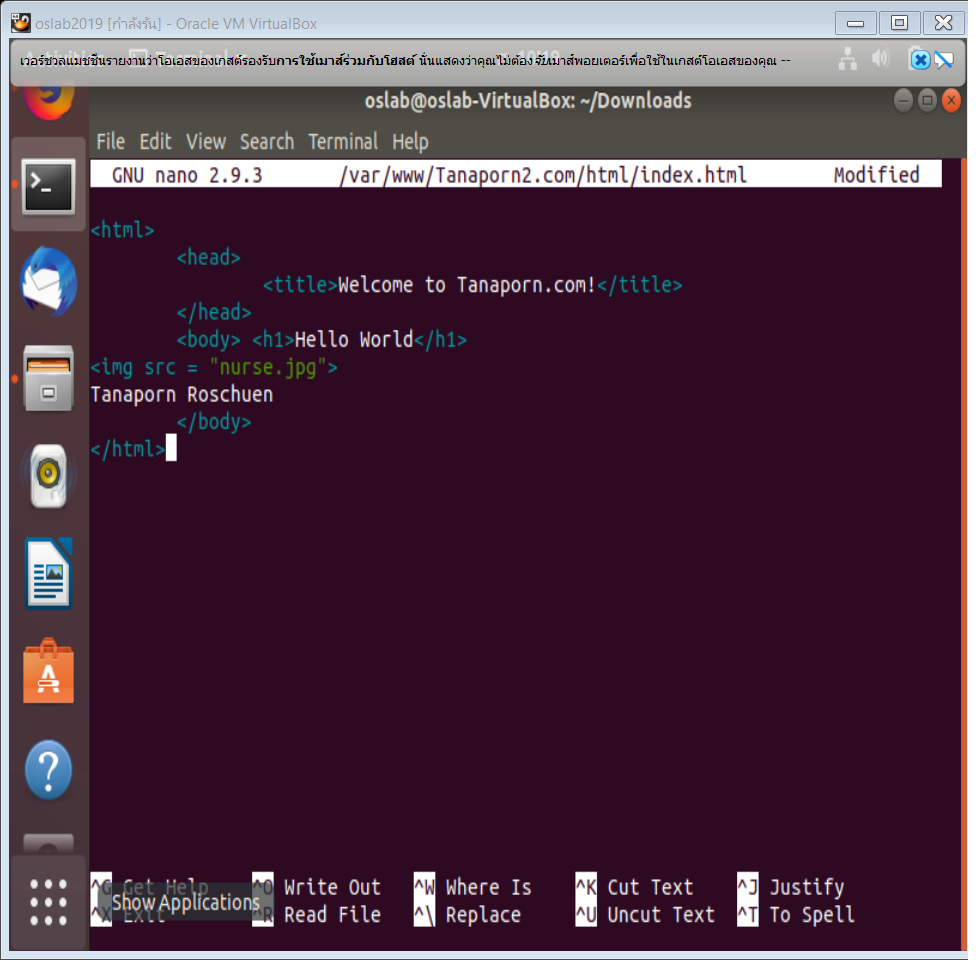 oslab2019 [กำลังรัน] - Oracle VM VirtualBox
เวอร์ชวลแมชชีนรายงานว่าโอเอสของเกสต์รองรับการใช้เมาส์ร่วมกับโฮสต์ นั่นแสดงว่าคุณไม่ต้อง จับเมาส์พอยเตอร์เพื่อใช้ในเกสต์โอเอสของคุณ --
oslab@oslab-VirtualBox: ~/Downloads
File Edit View Search Terminal Help
GNU nano 2.9.3 /var/www/Tanaporn2.com/html/index.html Modified
<html>
<head>
<title>Welcome to Tanaporn.com!</title>
</head>
<body> <h1>Hello World</h1>
<img src = "nurse.jpg">
Tanaporn Roschuen
</body>
</html>
^G Get Help ^O Write Out ^W Where Is ^K Cut Text ^J Justify
Show Applications
^X Exit ^R Read File ^\ Replace ^U Uncut Text ^T To Spell